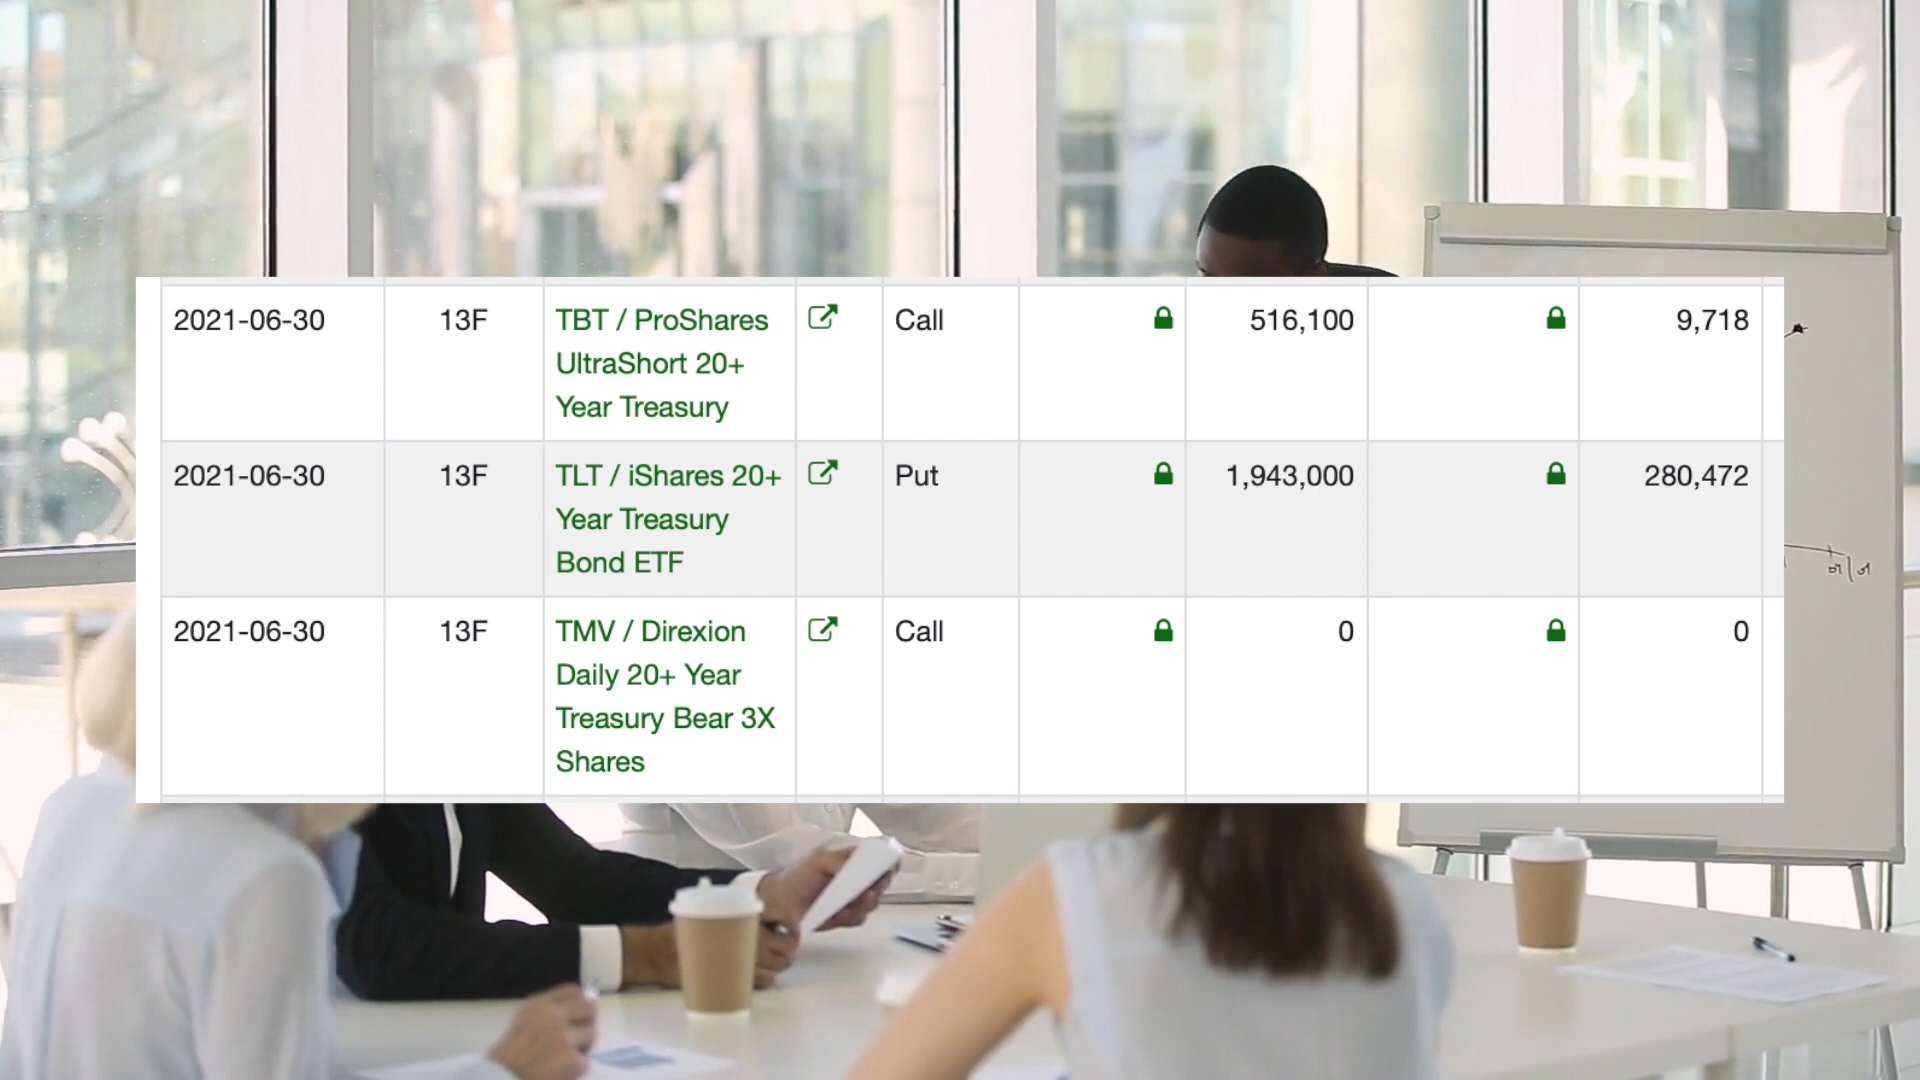 2021-06-30 13F TBT / ProShares Call 516,100 9,718
UltraShort 20+
Year Treasury
2021-06-30 13F TLT / iShares 20+ Put 1,943,000 280,472
Year Treasury
Bond ETF
2021-06-30 13F TMV / Direxion Call 0 0
Daily 20+ Year
Treasury Bear 3X
Shares